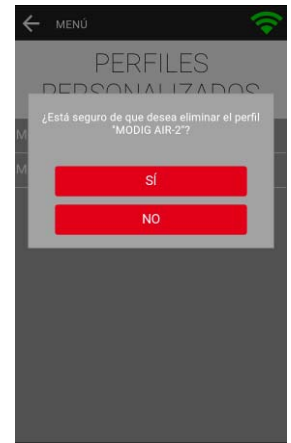 MENÚ
PERFILES
PERSONALIZADOS
¿Está seguro de que desea eliminar el perfil
"MODIG AIR-2"?
M
M
SÍ
NO